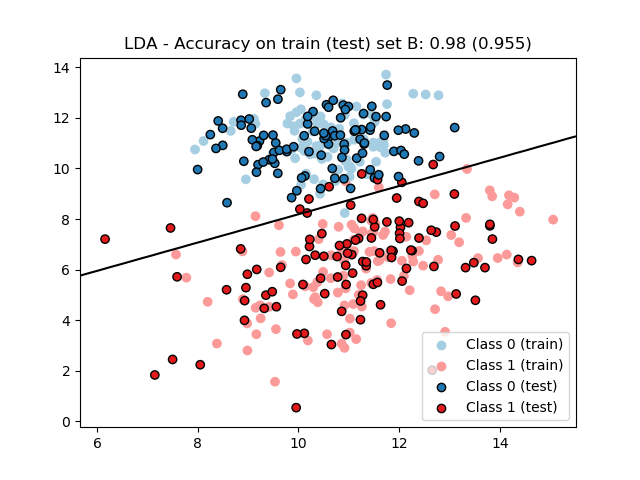 LDA - Accuracy on train (test) set B: 0.98 (0.955)
14
12
10
8
6
4
2
0
6
8
10
12
14
Class 0 (train)
Class 1 (train)
Class 0 (test)
Class 1 (test)